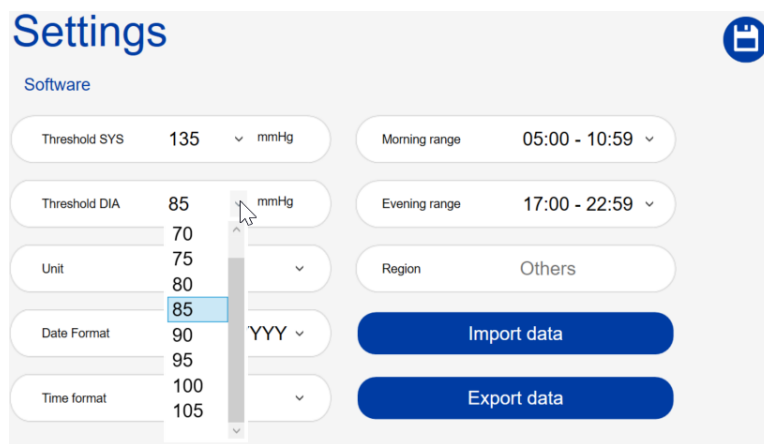 Settings
Software
Threshold SYS 135 mmHg
Morning range 05:00 - 10:59
Threshold DIA 85 mmHg
Evening range 17:00 - 22:59
70
75
80
85
90
95
100
105
Unit
Region Others
Date Format YYY
Import data
Time format
Export data